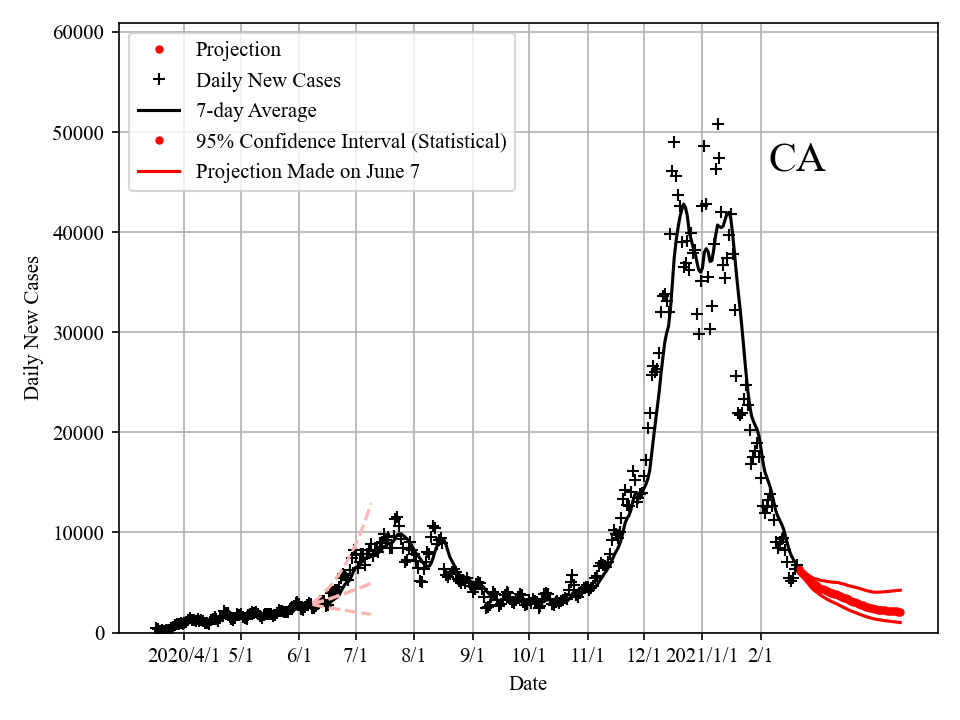 60000
50000
40000
30000
20000
10000
0
Daily New Cases
Projection
Daily New Cases
7-day Average
95% Confidence Interval (Statistical)
Projection Made on June 7
CA
2020/4/1 5/1 6/1 7/1 8/1 9/1 10/1 11/1 12/1 2021/1/1 2/1
Date